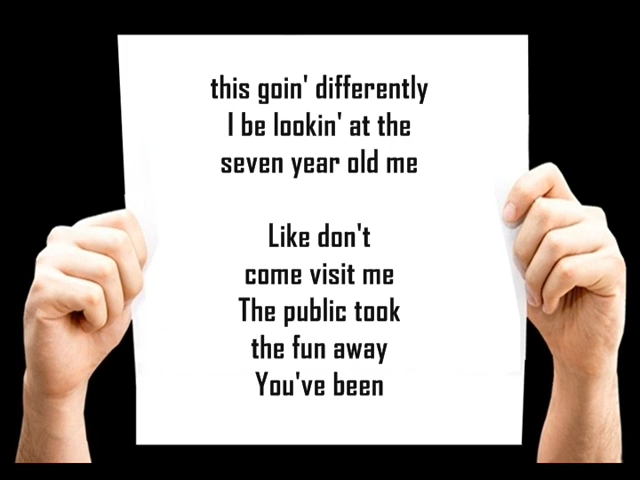 this goin' differently
I be lookin' at the
seven year old me
Like don't
come visit me
The public took
the fun away
You've been